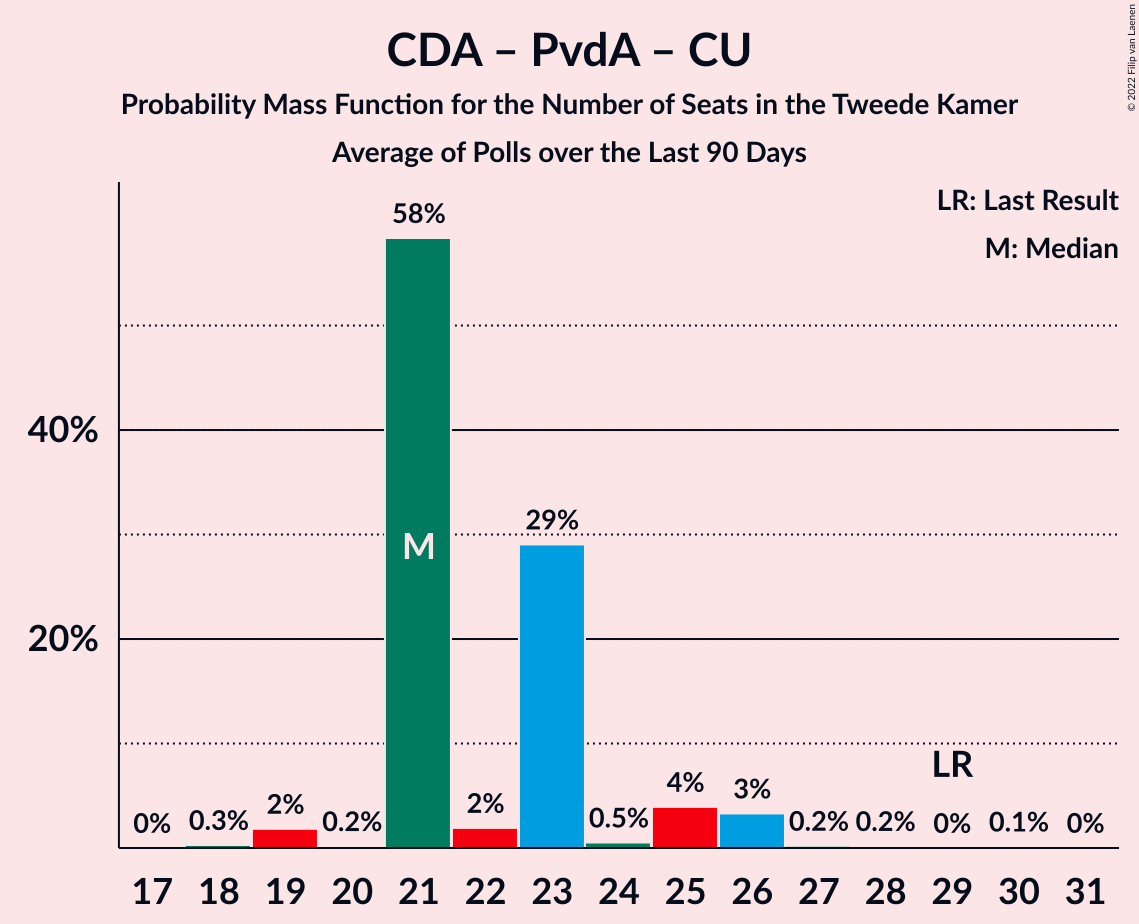 CDA – PvdA – CU
Probability Mass Function for the Number of Seats in the Tweede Kamer
Average of Polls over the Last 90 Days
© 2022 Filip van Laenen
LR: Last Result
M: Median
58%
40%
29%
M
20%
LR
0% 0.3% 2% 0.2% 2% 0.5% 4% 3% 0.2% 0.2% 0% 0.1% 0%
17 18 19 20 21 22 23 24 25 26 27 28 29 30 31